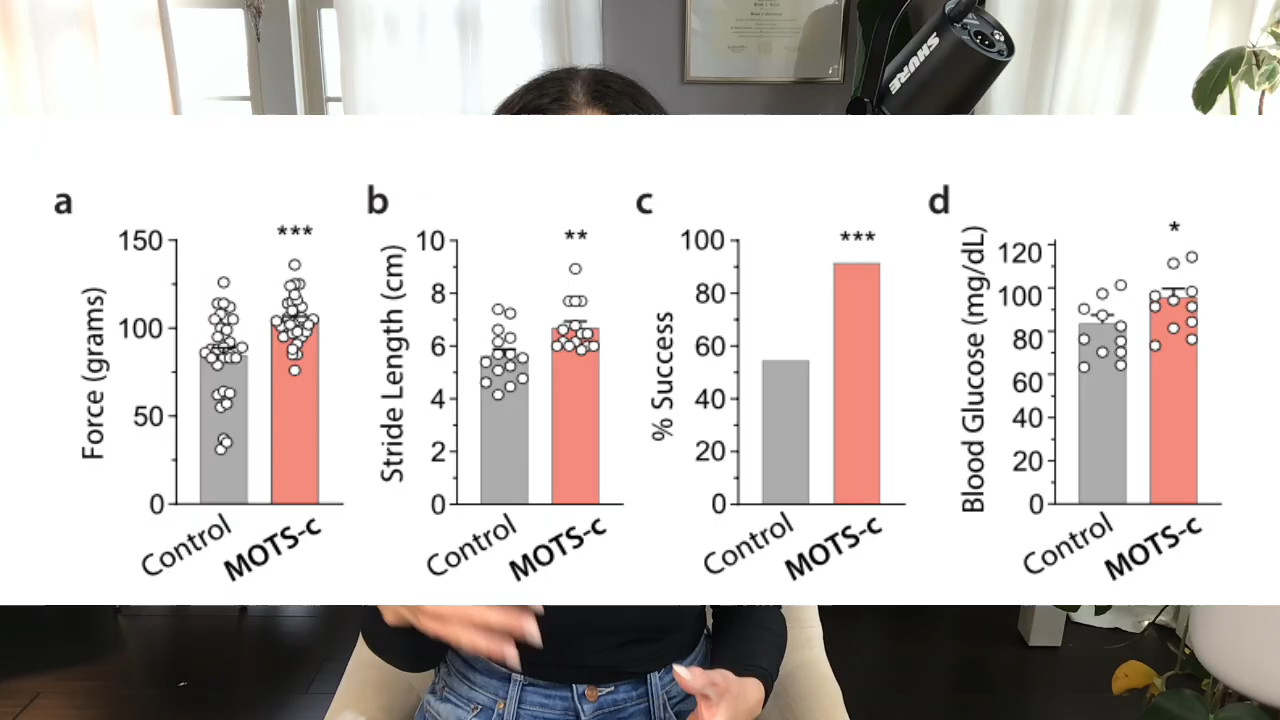 SHURE
a
Force (grams)
150
100
50
0
***
Control
MOTS-c
b
Stride Length (cm)
10
8
6
4
2
0
**
Control
MOTS-c
c
% Success
100
80
60
40
20
0
***
Control
MOTS-c
d
Blood Glucose (mg/dL)
120
100
80
60
40
20
0
*
Control
MOTS-c